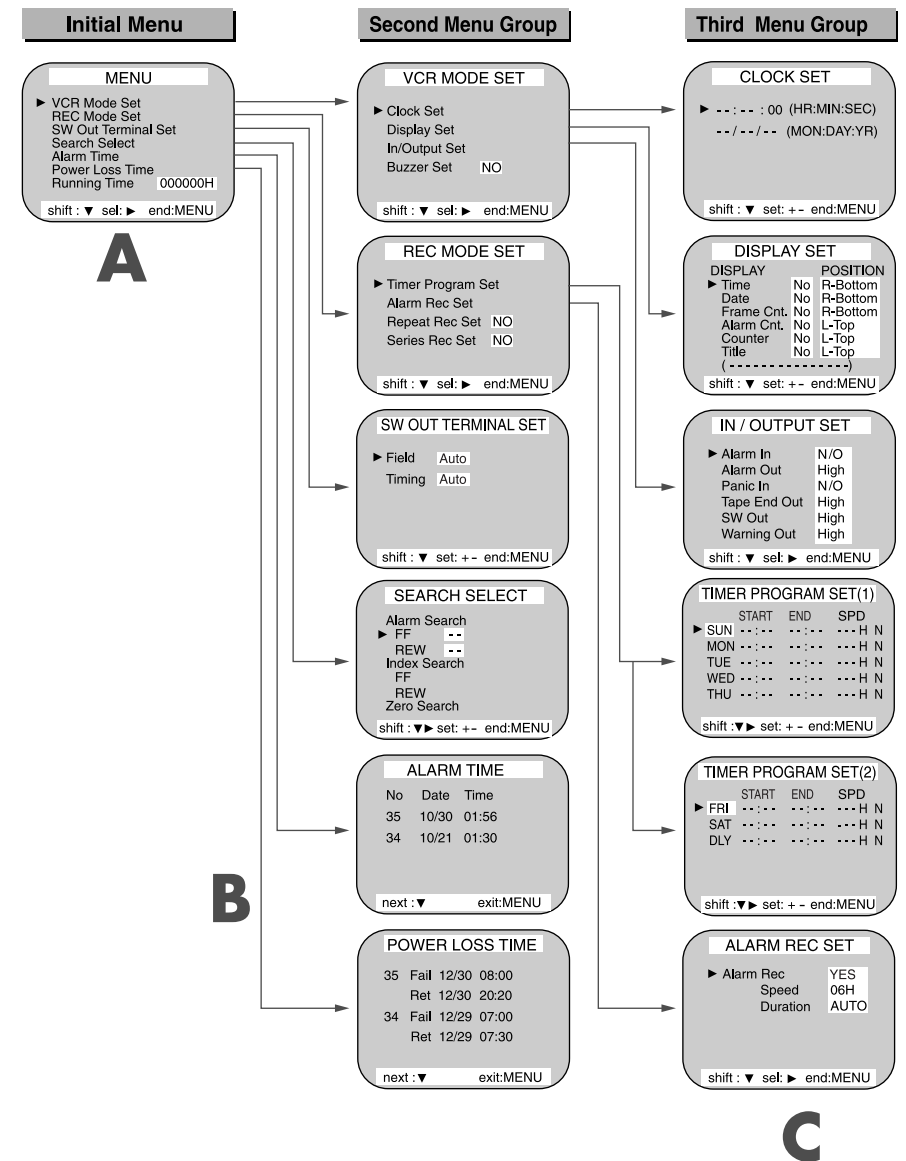 Initial Menu
Second Menu Group
Third Menu Group
MENU
► VCR Mode Set
REC Mode Set
SW Out Terminal Set
Search Select
Alarm Time
Power Loss Time
Running Time 000000H
shift : ▼ sel: ► end:MENU
A
VCR MODE SET
► Clock Set
Display Set
In/Output Set
Buzzer Set NO
shift : ▼ sel: ► end:MENU
REC MODE SET
► Timer Program Set
Alarm Rec Set
Repeat Rec Set NO
Series Rec Set NO
shift : ▼ sel: ► end:MENU
SW OUT TERMINAL SET
► Field Auto
Timing Auto
shift : ▼ set: + - end:MENU
SEARCH SELECT
Alarm Search
► FF - -
REW - -
Index Search
FF
REW
Zero Search
shift : ▼► set: + - end:MENU
ALARM TIME
No Date Time
35 10/30 01:56
34 10/21 01:30
next : ▼ exit:MENU
B
POWER LOSS TIME
35 Fail 12/30 08:00
Ret 12/30 20:20
34 Fail 12/29 07:00
Ret 12/29 07:30
next : ▼ exit:MENU
CLOCK SET
► - - : - - : 00 (HR:MIN:SEC)
- - / - - / - - (MON:DAY:YR)
shift : ▼ set: + - end:MENU
DISPLAY SET
DISPLAY POSITION
► Time No R-Bottom
Date No R-Bottom
Frame Cnt. No R-Bottom
Alarm Cnt. No L-Top
Counter No L-Top
Title No L-Top
( - - - - - - - - - - - - - - - - )
shift : ▼ set: + - end:MENU
IN / OUTPUT SET
► Alarm In N/O
Alarm Out High
Panic In N/O
Tape End Out High
SW Out High
Warning Out High
shift : ▼ sel: ► end:MENU
TIMER PROGRAM SET(1)
START END SPD
► SUN - - : - - - - : - - - - - H N
MON - - : - - - - : - - - - - H N
TUE - - : - - - - : - - - - - H N
WED - - : - - - - : - - - - - H N
THU - - : - - - - : - - - - - H N
shift :▼► set: + - end:MENU
TIMER PROGRAM SET(2)
START END SPD
► FRI - - : - - - - : - - - - - H N
SAT - - : - - - - : - - - - - H N
DLY - - : - - - - : - - - - - H N
shift :▼► set: + - end:MENU
ALARM REC SET
► Alarm Rec YES
Speed 06H
Duration AUTO
shift : ▼ sel: ► end:MENU
C